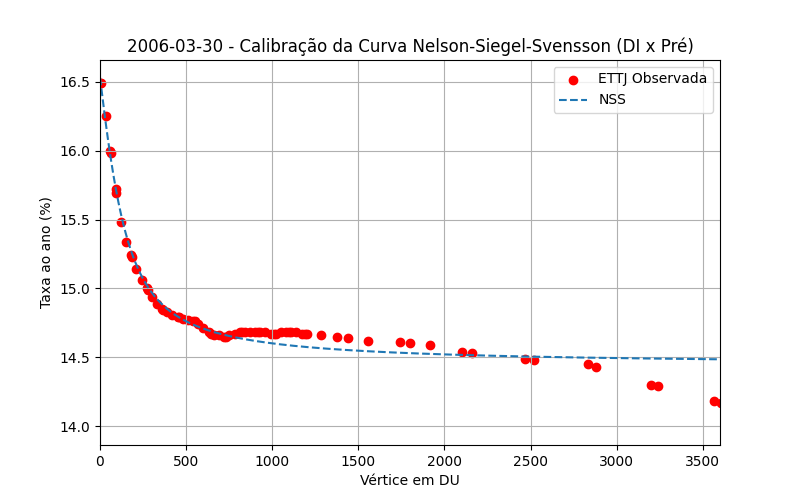 2006-03-30 - Calibração da Curva Nelson-Siegel-Svensson (DI x Pré)
ETTJ Observada
NSS
Taxa ao ano (%)
16.5
16.0
15.5
15.0
14.5
14.0
0 500 1000 1500 2000 2500 3000 3500
Vértice em DU